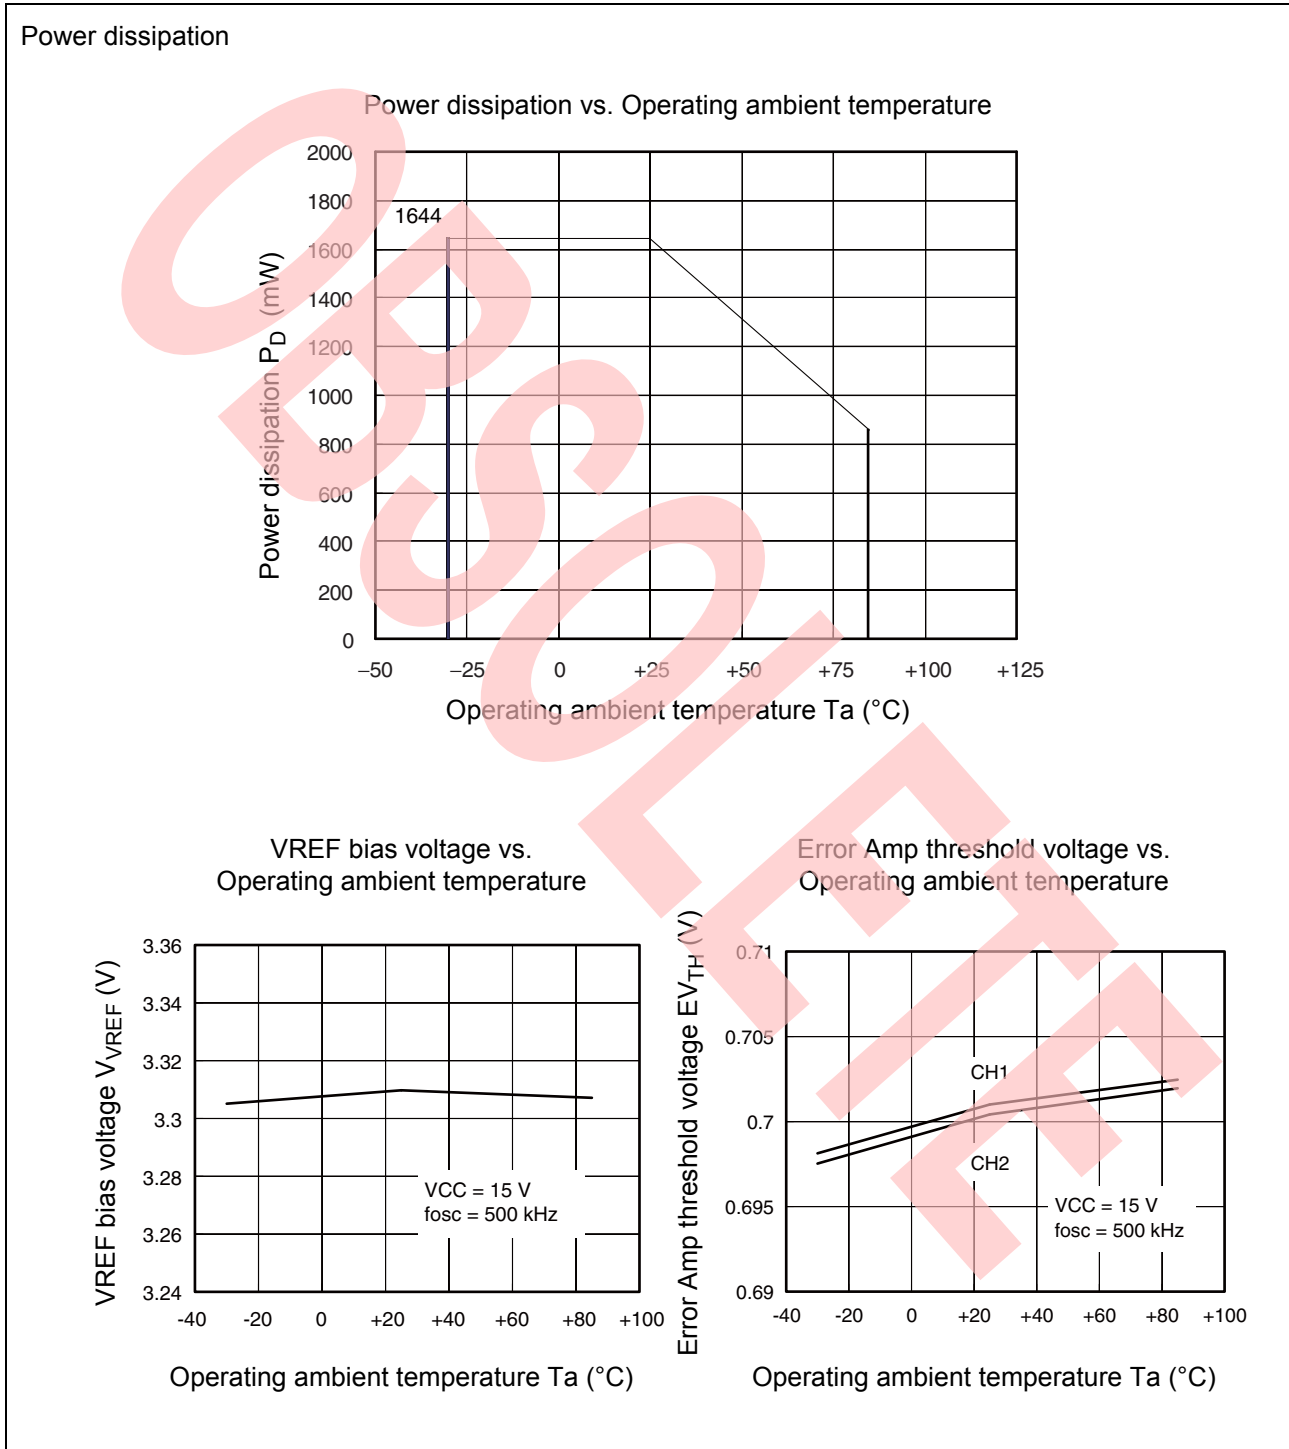 Power dissipation
Power dissipation vs. Operating ambient temperature
Power dissipation PD (mW)
2000
1800
1600
1400
1200
1000
800
600
400
200
0
1644
−50 −25 0 +25 +50 +75 +100 +125
Operating ambient temperature Ta (°C)
OBSOLETE
VREF bias voltage vs.
Operating ambient temperature
VREF bias voltage VVREF (V)
3.36
3.34
3.32
3.3
3.28
3.26
3.24
VCC = 15 V
fosc = 500 kHz
-40 -20 0 +20 +40 +60 +80 +100
Operating ambient temperature Ta (°C)
Error Amp threshold voltage vs.
Operating ambient temperature
Error Amp threshold voltage EVTH (V)
0.71
0.705
0.7
0.695
0.69
CH1
CH2
VCC = 15 V
fosc = 500 kHz
-40 -20 0 +20 +40 +60 +80 +100
Operating ambient temperature Ta (°C)